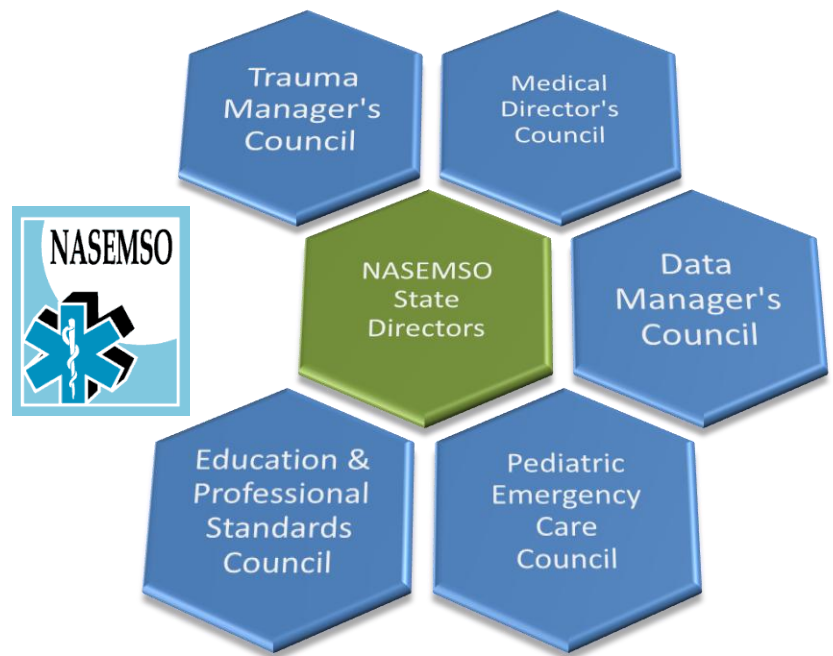 Trauma
Manager's
Council
Medical
Director's
Council
NASEMSO
NASEMSO
State
Directors
Data
Manager's
Council
Education &
Professional
Standards
Council
Pediatric
Emergency
Care
Council